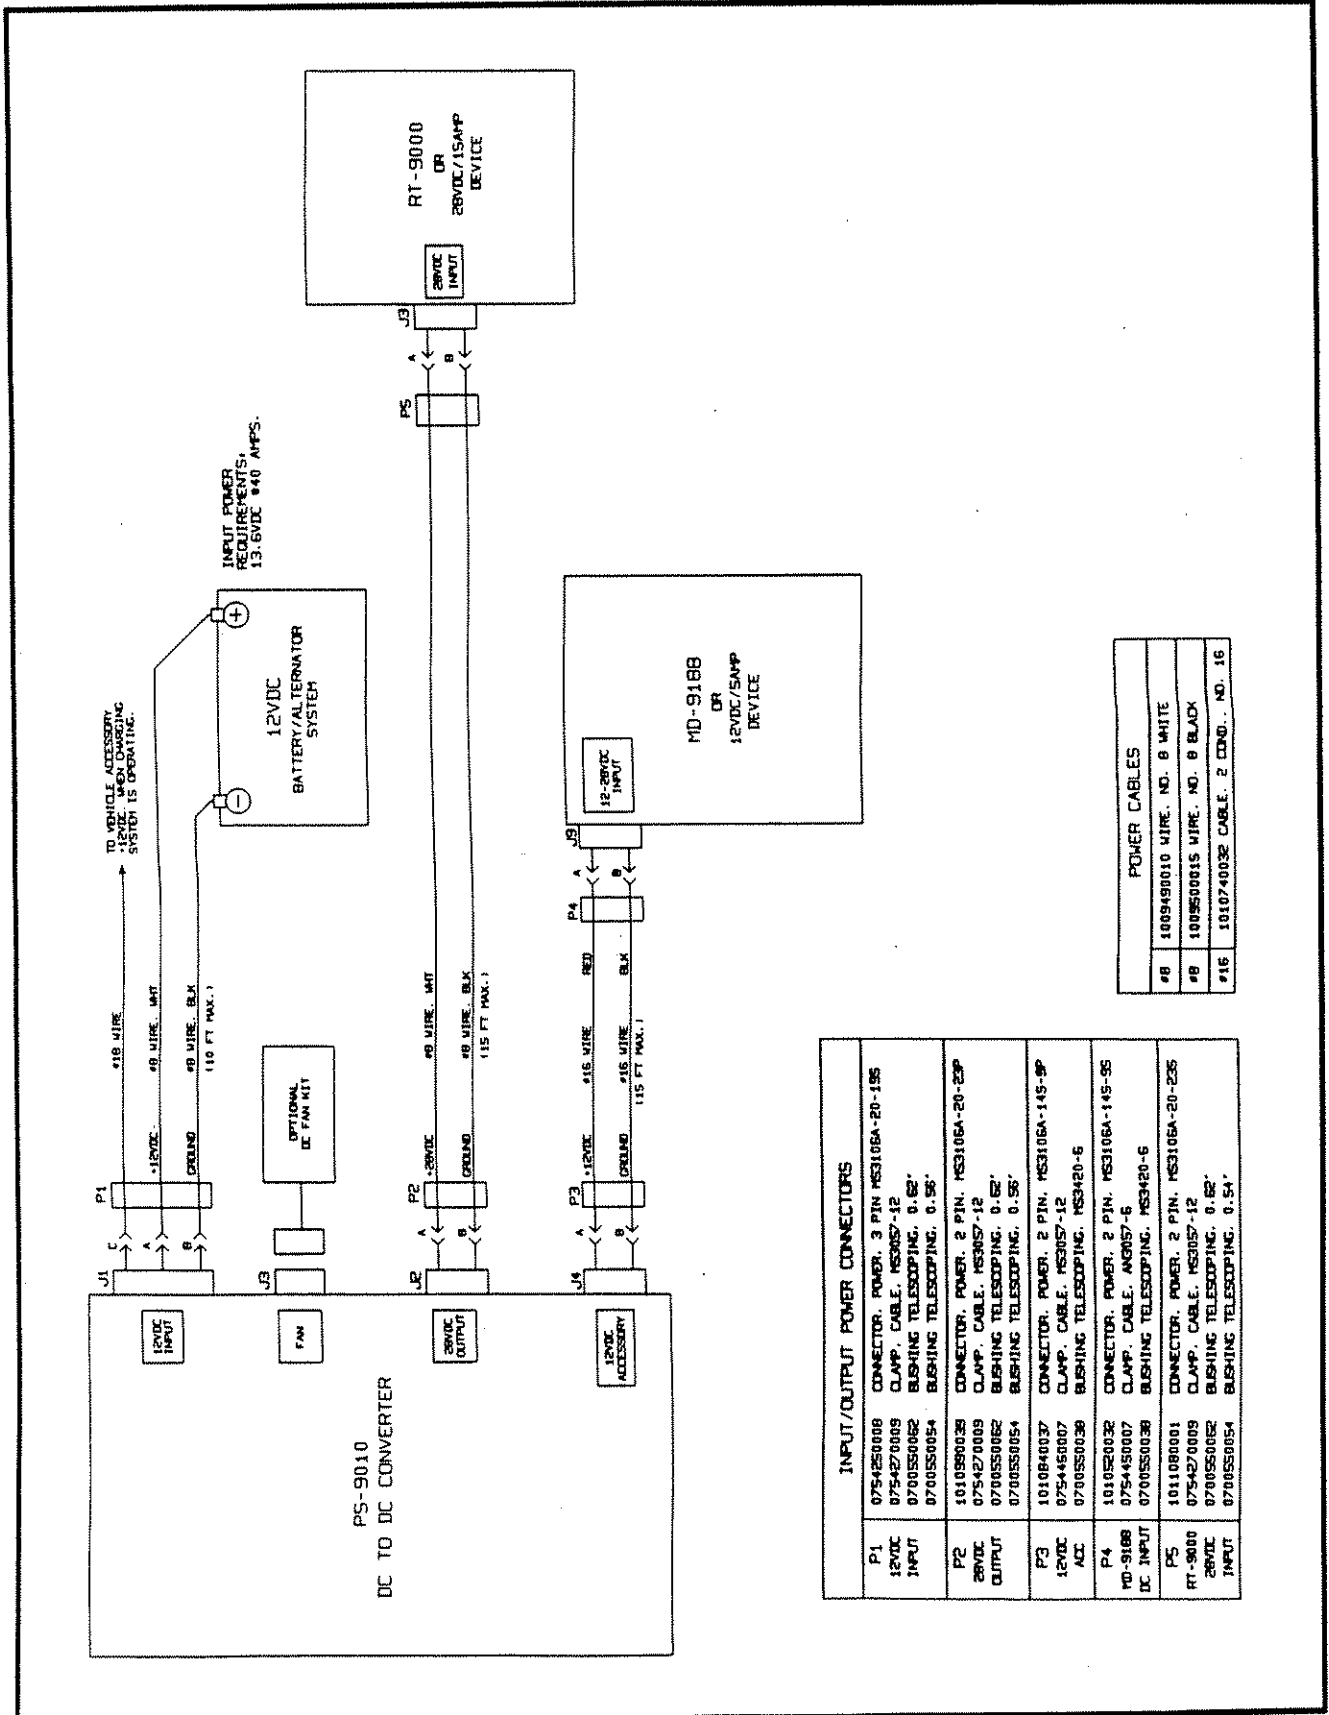 PS-9010
DC TO DC CONVERTER
12VDC
INPUT
FAN
28VDC
OUTPUT
12VDC
ACCESSORY
J1
J3
J2
J4
C
A
B
A
B
A
B
P1
P2
P3
#18 WIRE
+12VDC
#8 WIRE, WHT
GROUND
#8 WIRE, BLK
(10 FT MAX.)
TO VEHICLE ACCESSORY
+12VDC, WHEN CHARGING
SYSTEM IS OPERATING.
OPTIONAL
DC FAN KIT
12VDC
BATTERY/ALTERNATOR
SYSTEM
-
+
INPUT POWER
REQUIREMENTS:
13.6VDC @40 AMPS.
+28VDC
#8 WIRE, WHT
GROUND
#8 WIRE, BLK
(15 FT MAX.)
P5
A
B
J3
28VDC
INPUT
RT-9000
OR
28VDC/15AMP
DEVICE
+12VDC
#16 WIRE
RED
GROUND
#16 WIRE
BLK
(15 FT MAX.)
P4
A
B
J9
12-28VDC
INPUT
MD-9188
OR
12VDC/5AMP
DEVICE
INPUT/OUTPUT POWER CONNECTORS
P1 0754250008 CONNECTOR, POWER, 3 PIN MS3106A-20-19S
12VDC 0754270009 CLAMP, CABLE, MS3057-12
INPUT 0700550062 BUSHING TELESCOPING, 0.62"
0700550054 BUSHING TELESCOPING, 0.56"
P2 1010990039 CONNECTOR, POWER, 2 PIN, MS3106A-20-23P
28VDC 0754270009 CLAMP, CABLE, MS3057-12
OUTPUT 0700550062 BUSHING TELESCOPING, 0.62"
0700550054 BUSHING TELESCOPING, 0.56"
P3 1010840037 CONNECTOR, POWER, 2 PIN, MS3106A-14S-9P
12VDC 0754450007 CLAMP, CABLE, MS3057-12
ACC 0700550038 BUSHING TELESCOPING, MS3420-6
P4 1010520032 CONNECTOR, POWER, 2 PIN, MS3106A-14S-9S
MD-9188 0754450007 CLAMP, CABLE, AN3057-6
DC INPUT 0700550038 BUSHING TELESCOPING, MS3420-6
P5 1011080001 CONNECTOR, POWER, 2 PIN, MS3106A-20-23S
RT-9000 0754270009 CLAMP, CABLE, MS3057-12
28VDC 0700550062 BUSHING TELESCOPING, 0.62"
INPUT 0700550054 BUSHING TELESCOPING, 0.54"
POWER CABLES
#8 1009490010 WIRE, NO. 8 WHITE
#8 1009500015 WIRE, NO. 8 BLACK
#16 1010740032 CABLE, 2 COND., NO. 16